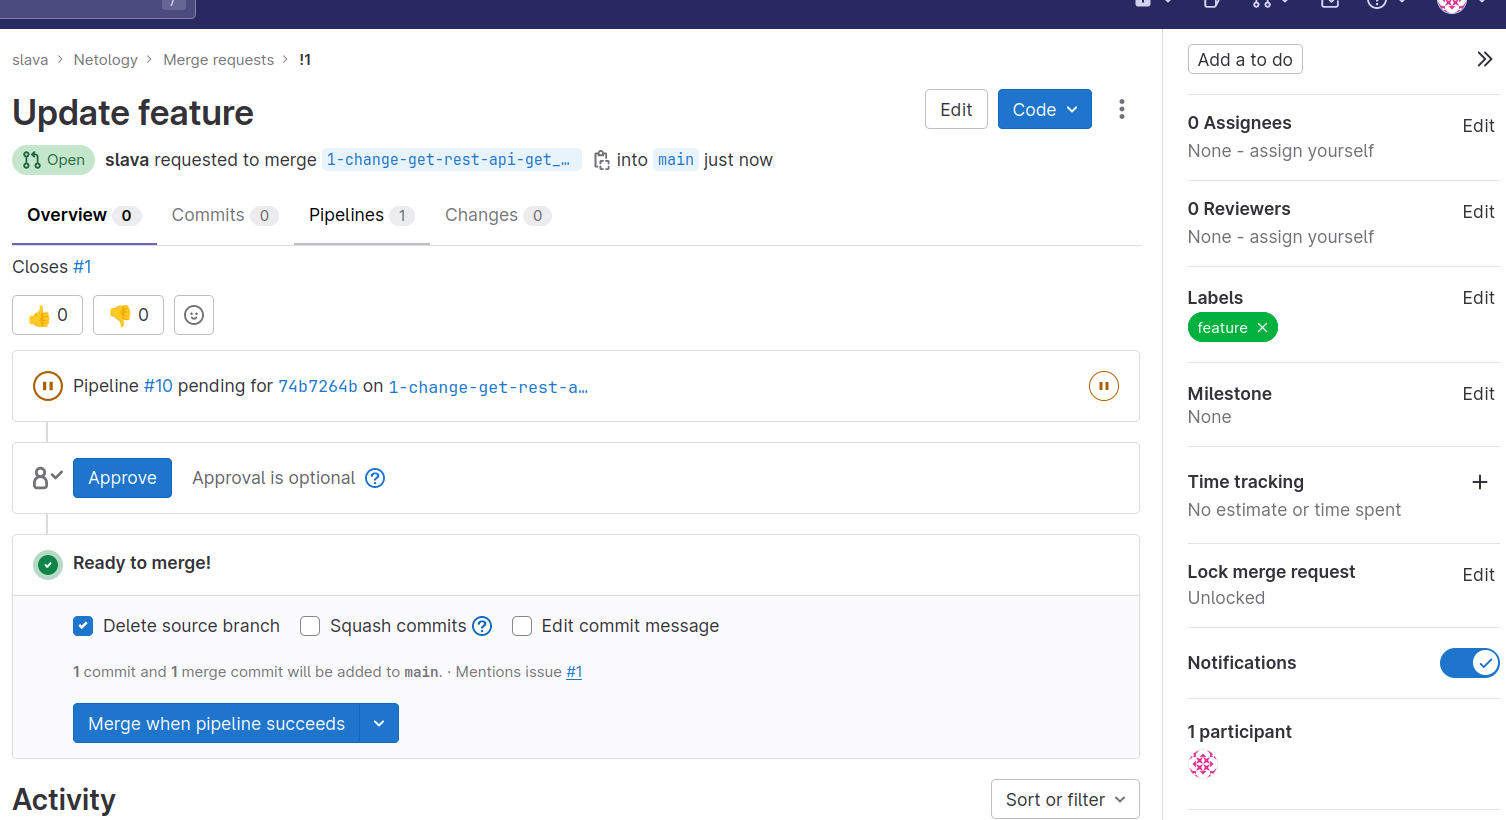 /
slava > Netology > Merge requests > !1
Update feature
Edit
Code
Open slava requested to merge 1-change-get-rest-api-get_… into main just now
Overview 0 Commits 0 Pipelines 1 Changes 0
Closes #1
👍 0 👎 0
Pipeline #10 pending for 74b7264b on 1-change-get-rest-a…
Approve Approval is optional ?
Ready to merge!
Delete source branch Squash commits ? Edit commit message
1 commit and 1 merge commit will be added to main. · Mentions issue #1
Merge when pipeline succeeds
Activity
Sort or filter
Add a to do
0 Assignees Edit
None - assign yourself
0 Reviewers Edit
None - assign yourself
Labels Edit
feature ×
Milestone Edit
None
Time tracking +
No estimate or time spent
Lock merge request Edit
Unlocked
Notifications
1 participant